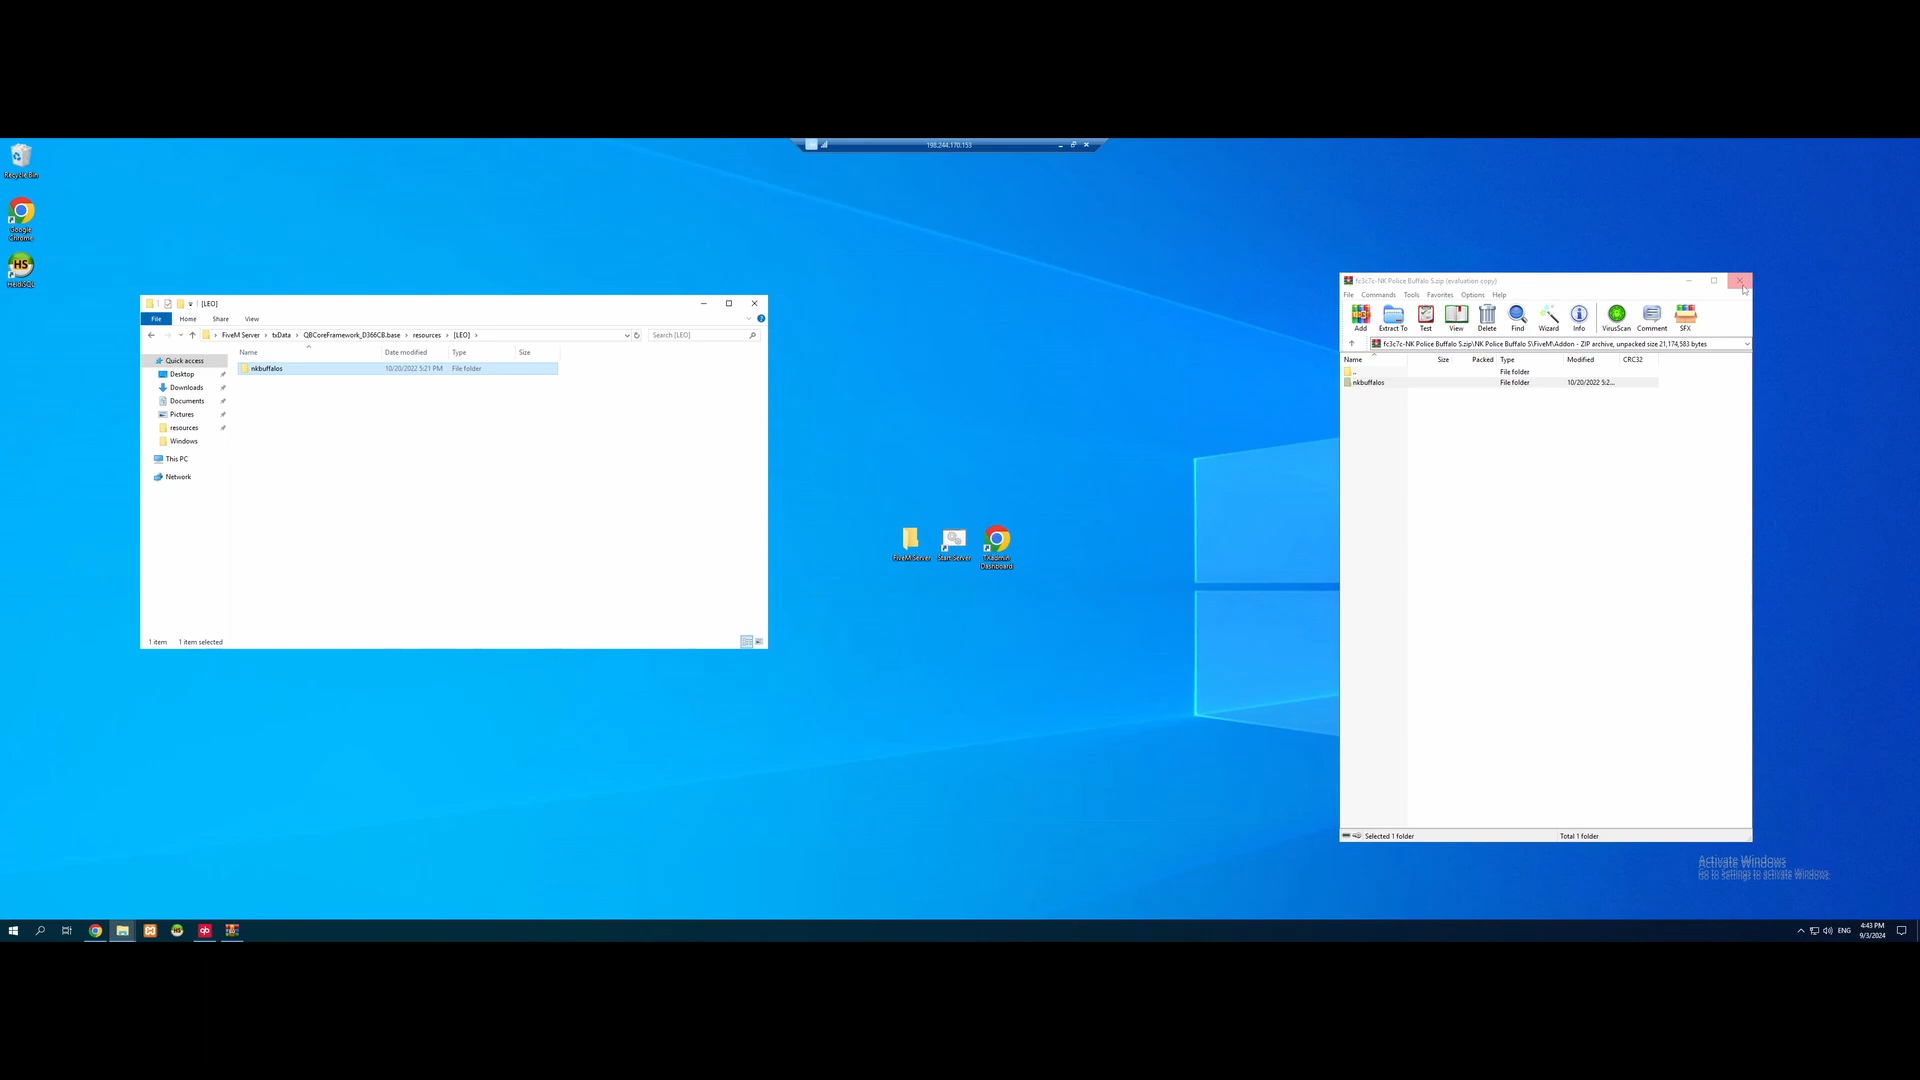 198.244.170.153
Recycle Bin
Google
Chrome
HeidiSQL
[LEO]
File Home Share View
FiveM Server › txData › QBCoreFramework_D366CB.base › resources › [LEO] ›
Search [LEO]
Name Date modified Type Size
nkbuffalos 10/20/2022 5:21 PM File folder
Quick access
Desktop
Downloads
Documents
Pictures
resources
Windows
This PC
Network
1 item 1 item selected
FiveM Server
Start Server
TXadmin
Dashboard
fc3c7c-NK Police Buffalo S.zip (evaluation copy)
File Commands Tools Favorites Options Help
Add Extract To Test View Delete Find Wizard Info VirusScan Comment SFX
fc3c7c-NK Police Buffalo S.zip\NK Police Buffalo S\FiveM\Addon - ZIP archive, unpacked size 21,174,583 bytes
Name Size Packed Type Modified CRC32
.. File folder
nkbuffalos File folder 10/20/2022 5:2...
Selected 1 folder Total 1 folder
Activate Windows
Go to Settings to activate Windows.
ENG
4:43 PM
9/3/2024